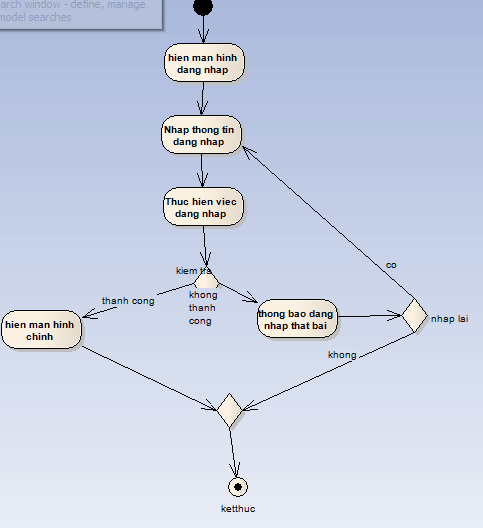 arch window - define, manage
model searches
hien man hinh
dang nhap
Nhap thong tin
dang nhap
Thuc hien viec
dang nhap
kiem tra
co
thanh cong
khong
thanh
cong
hien man hinh
chinh
thong bao dang
nhap that bai
nhap lai
khong
ketthuc